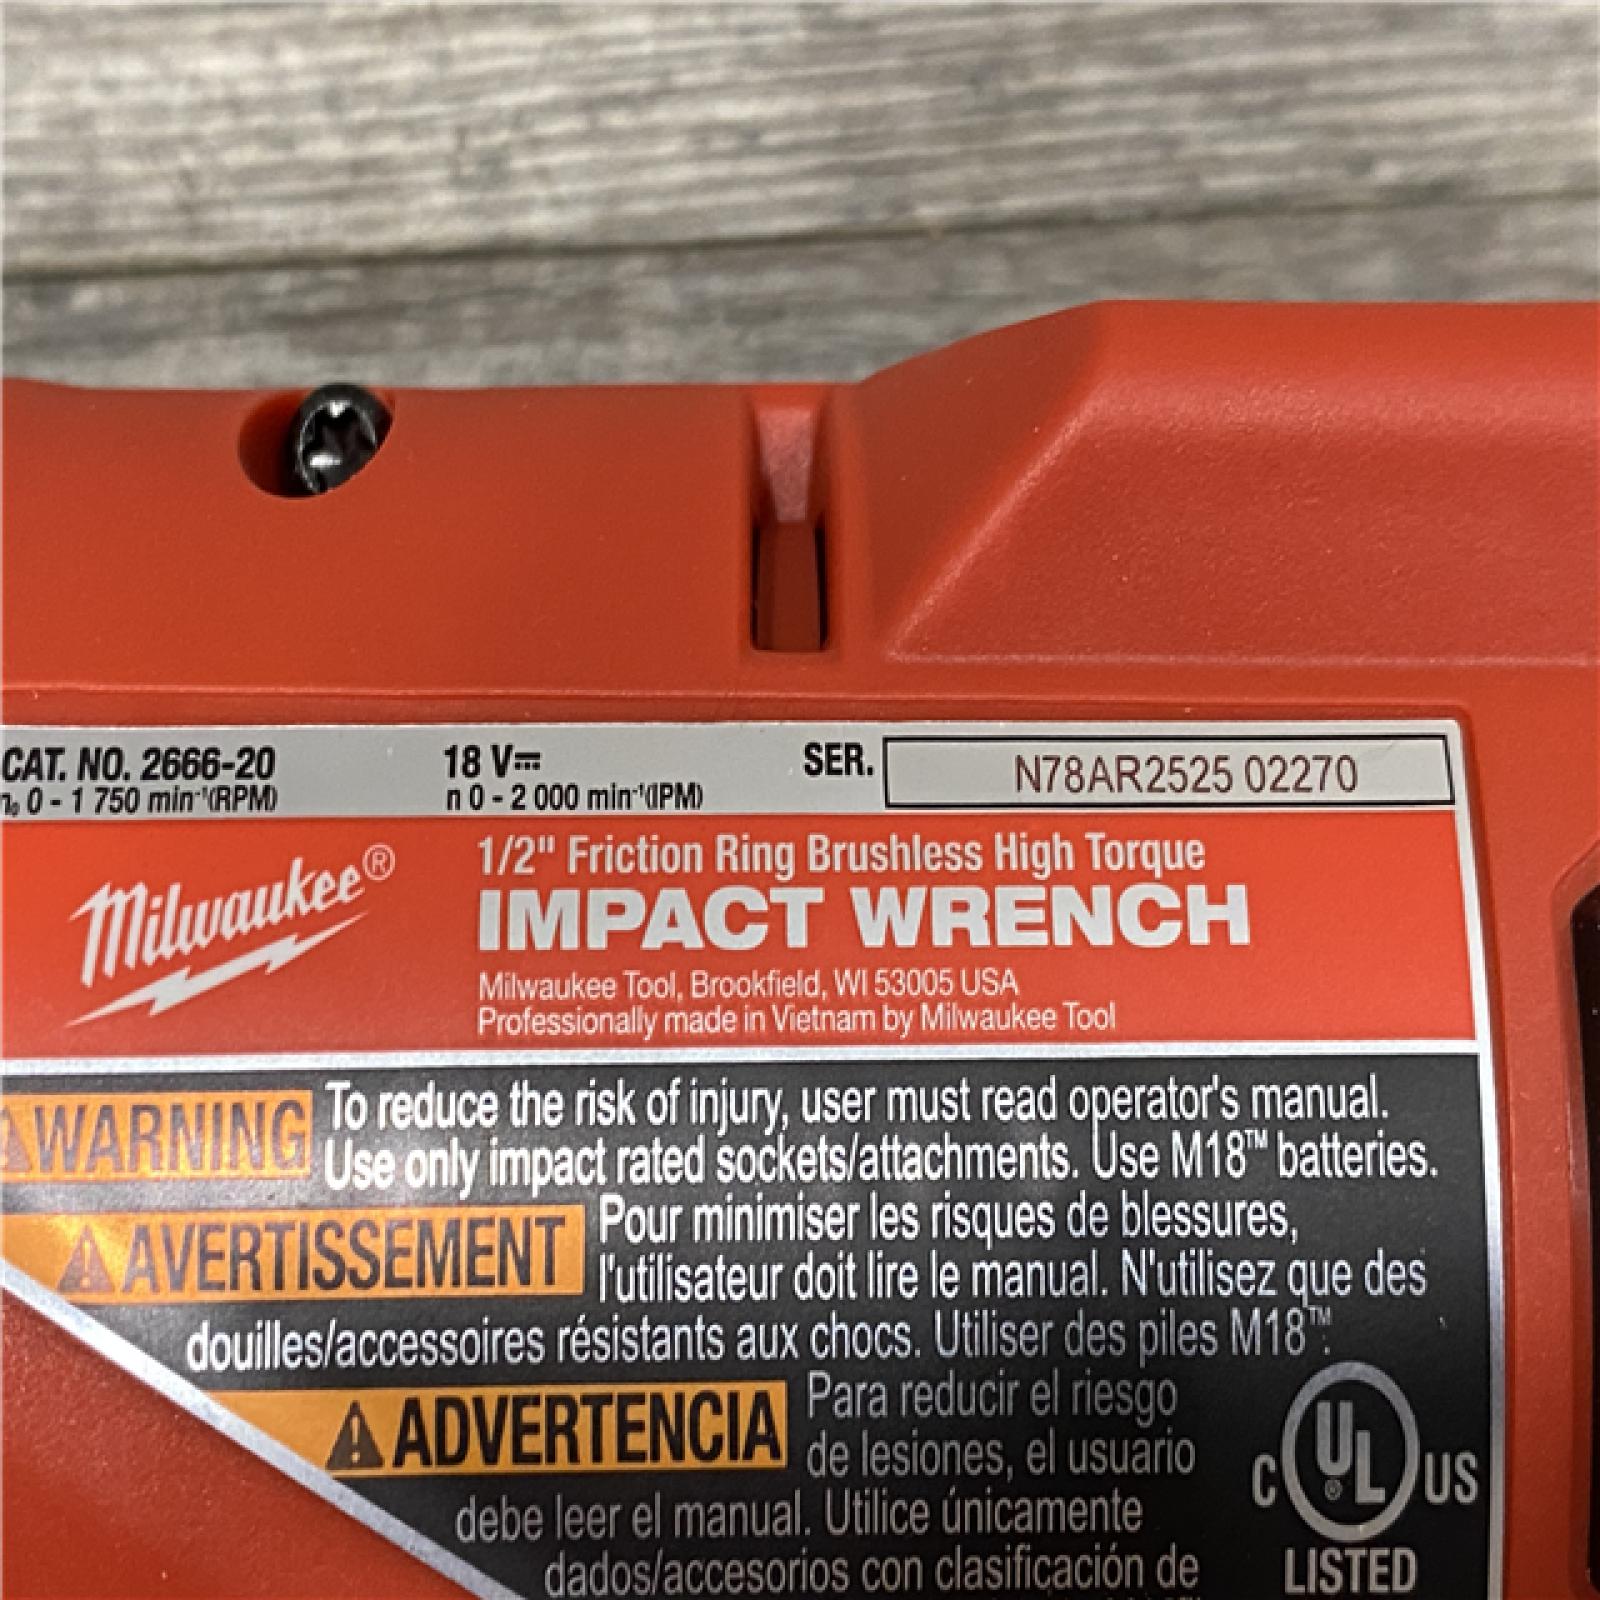 CAT. NO. 2666-20 18 V⎓ SER. N78AR2525 02270
n₀ 0 - 1 750 min⁻¹(RPM) n 0 - 2 000 min⁻¹(IPM)
Milwaukee®
1/2" Friction Ring Brushless High Torque
IMPACT WRENCH
Milwaukee Tool, Brookfield, WI 53005 USA
Professionally made in Vietnam by Milwaukee Tool
⚠WARNING To reduce the risk of injury, user must read operator's manual.
Use only impact rated sockets/attachments. Use M18™ batteries.
⚠AVERTISSEMENT Pour minimiser les risques de blessures,
l'utilisateur doit lire le manual. N'utilisez que des
douilles/accessoires résistants aux chocs. Utiliser des piles M18™.
⚠ADVERTENCIA Para reducir el riesgo
de lesiones, el usuario
debe leer el manual. Utilice únicamente
dados/accesorios con clasificación de
C UL® US
LISTED